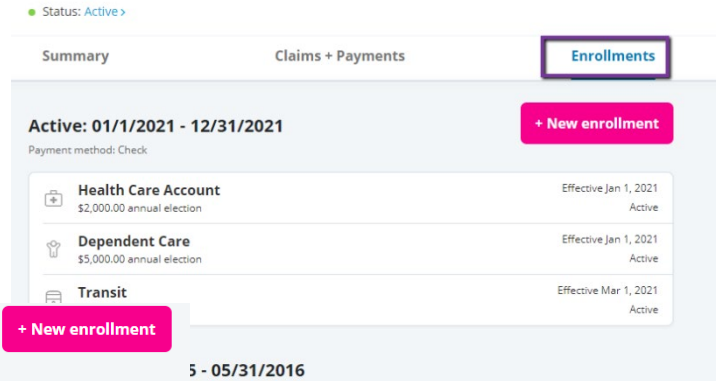 Status: Active >
Summary Claims + Payments Enrollments
Active: 01/1/2021 - 12/31/2021
+ New enrollment
Payment method: Check
Health Care Account
Effective Jan 1, 2021
$2,000.00 annual election
Active
Dependent Care
Effective Jan 1, 2021
$5,000.00 annual election
Active
Transit
Effective Mar 1, 2021
Active
+ New enrollment
- 05/31/2016